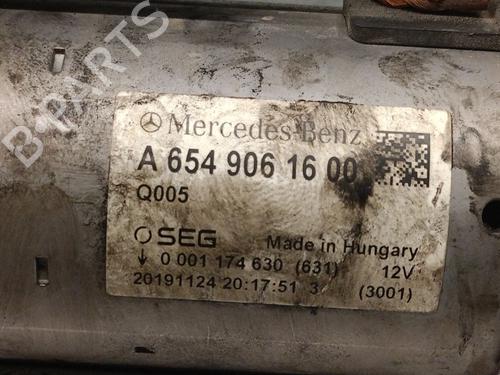 B-PARTS
Mercedes-Benz
A 654 906 16 00
Q005
SEG Made in Hungary
0 001 174 630 (631) 12V
20191124 20:17:51 3 (3001)